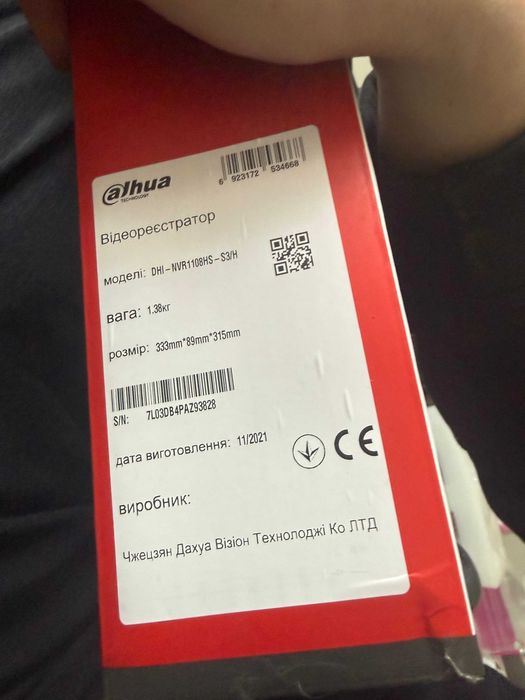 alhua
TECHNOLOGY
6 923172 534668
Відеореєстратор
моделі: DHI-NVR1108HS-S3/H
вага: 1.38кг
розмір: 333mm*89mm*315mm
S/N: 7L03DB4PAZ93828
дата виготовлення: 11/2021
CE
виробник:
Чжецзян Дахуа Візіон Технолоджі Ко ЛТД